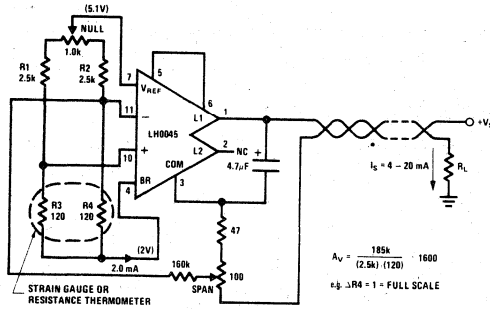 (5.1V)
NULL
1.0k
R1
2.5k
R2
2.5k
7
VREF
5
6
11
−
LH0045
L1
1
10
+
L2
2
NC
+
4.7μF
COM
BR
4
3
R3
120
R4
120
(2V)
2.0 mA
47
160k
SPAN
100
STRAIN GAUGE OR
RESISTANCE THERMOMETER
+V
IS = 4 – 20 mA
RL
AV = 185k / (2.5k) (120) · 1600
e.g. △R4 = 1 = FULL SCALE